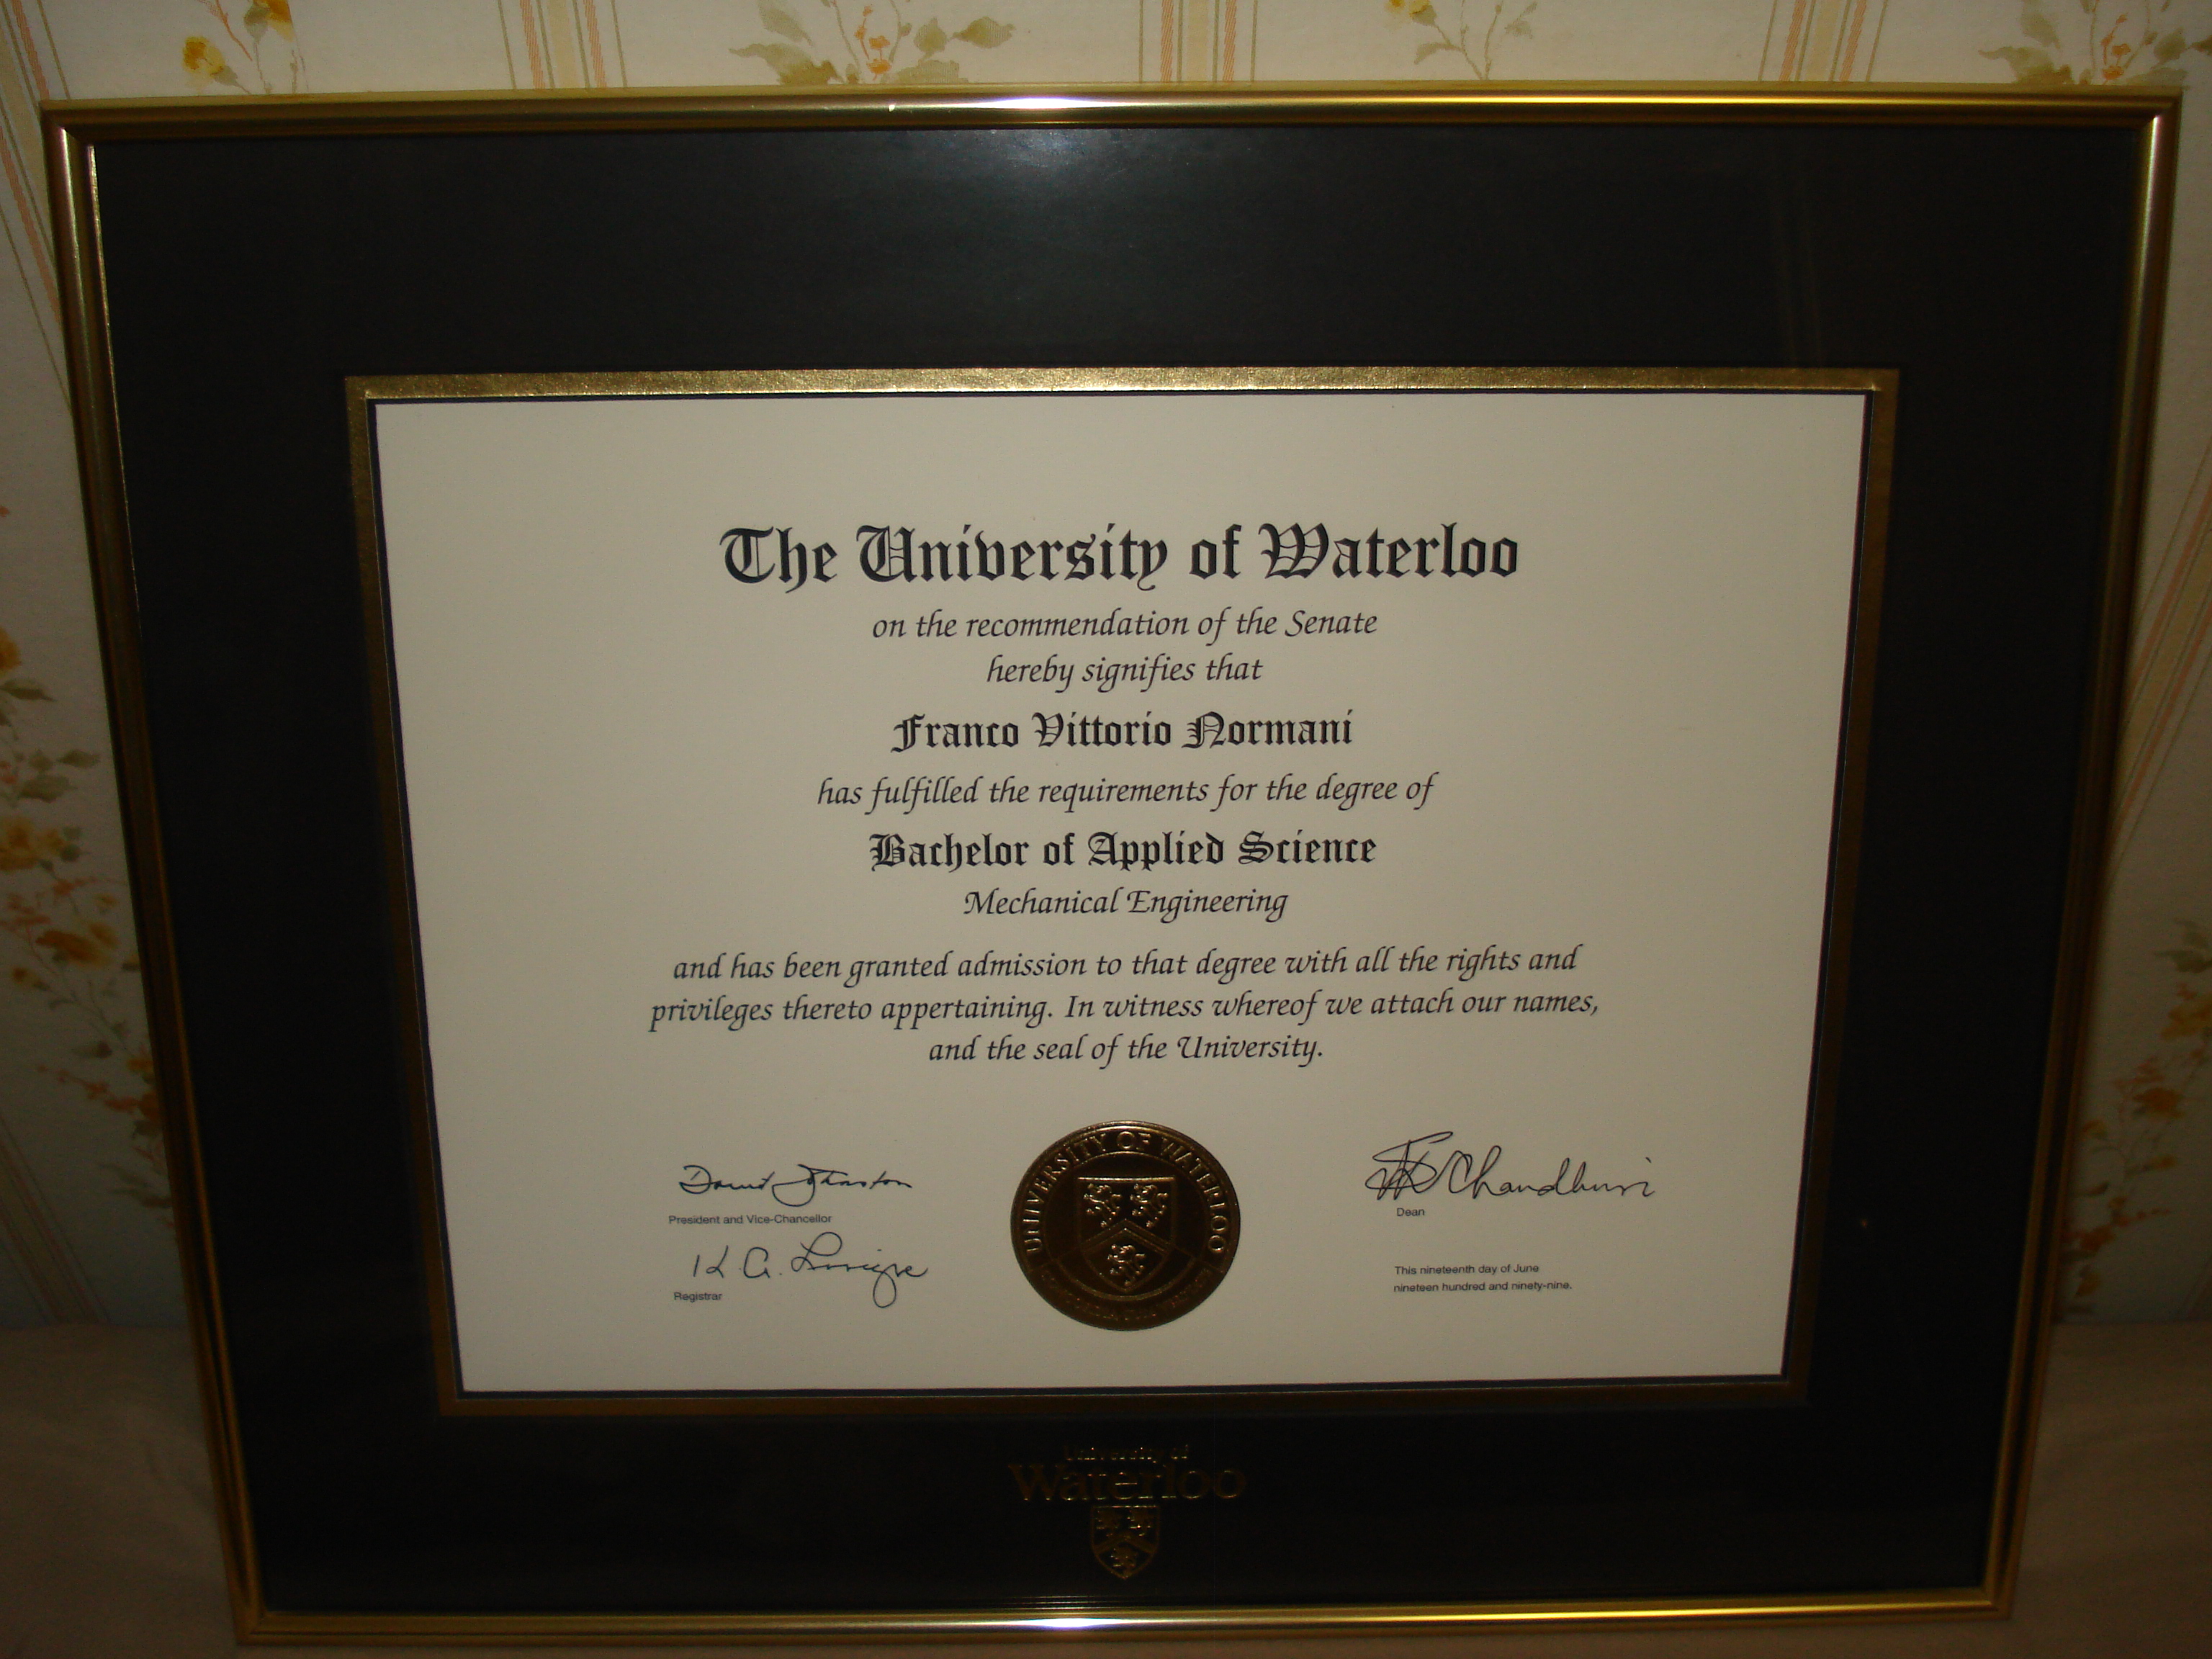 The University of Waterloo
on the recommendation of the Senate
hereby signifies that
Franco Vittorio Normani
has fulfilled the requirements for the degree of
Bachelor of Applied Science
Mechanical Engineering
and has been granted admission to that degree with all the rights and
privileges thereto appertaining. In witness whereof we attach our names,
and the seal of the University.
David Johnston
President and Vice-Chancellor
K. A.
Registrar
UNIVERSITY OF WATERLOO
Chaudhuri
Dean
This nineteenth day of June
nineteen hundred and ninety-nine.
University of
Waterloo